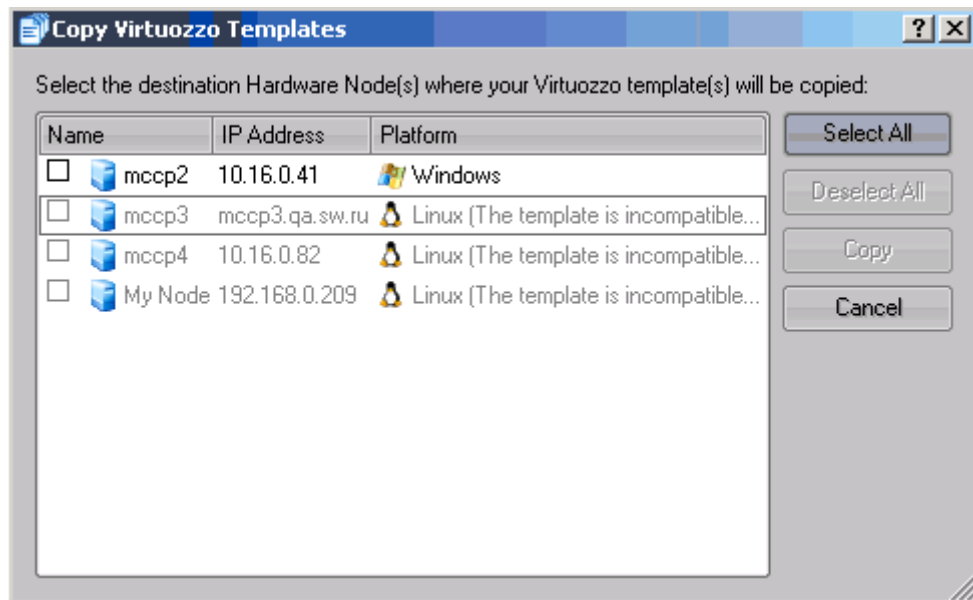 Copy Virtuozzo Templates
Select the destination Hardware Node(s) where your Virtuozzo template(s) will be copied:
Name IP Address Platform
mccp2 10.16.0.41 Windows
mccp3 mccp3.qa.sw.ru Linux (The template is incompatible...
mccp4 10.16.0.82 Linux (The template is incompatible...
My Node 192.168.0.209 Linux (The template is incompatible...
Select All
Deselect All
Copy
Cancel